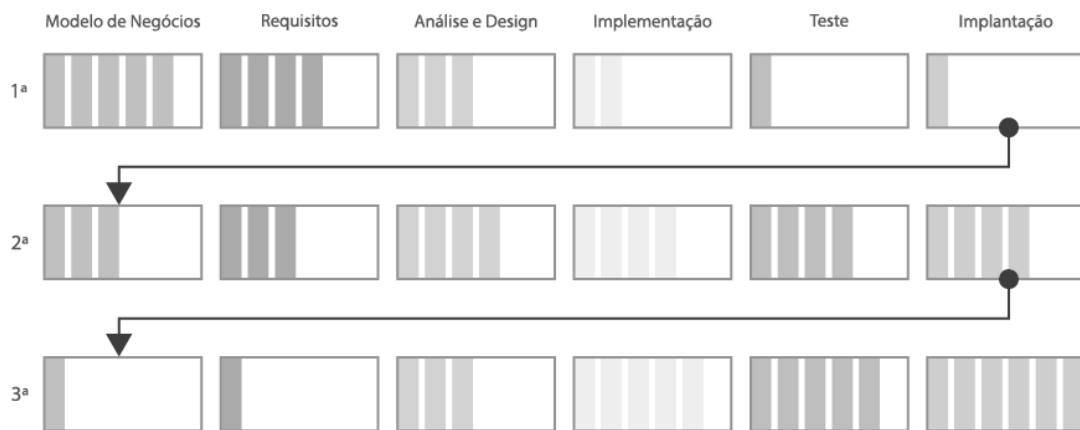 Modelo de Negócios Requisitos Análise e Design Implementação Teste Implantação
1ª
2ª
3ª